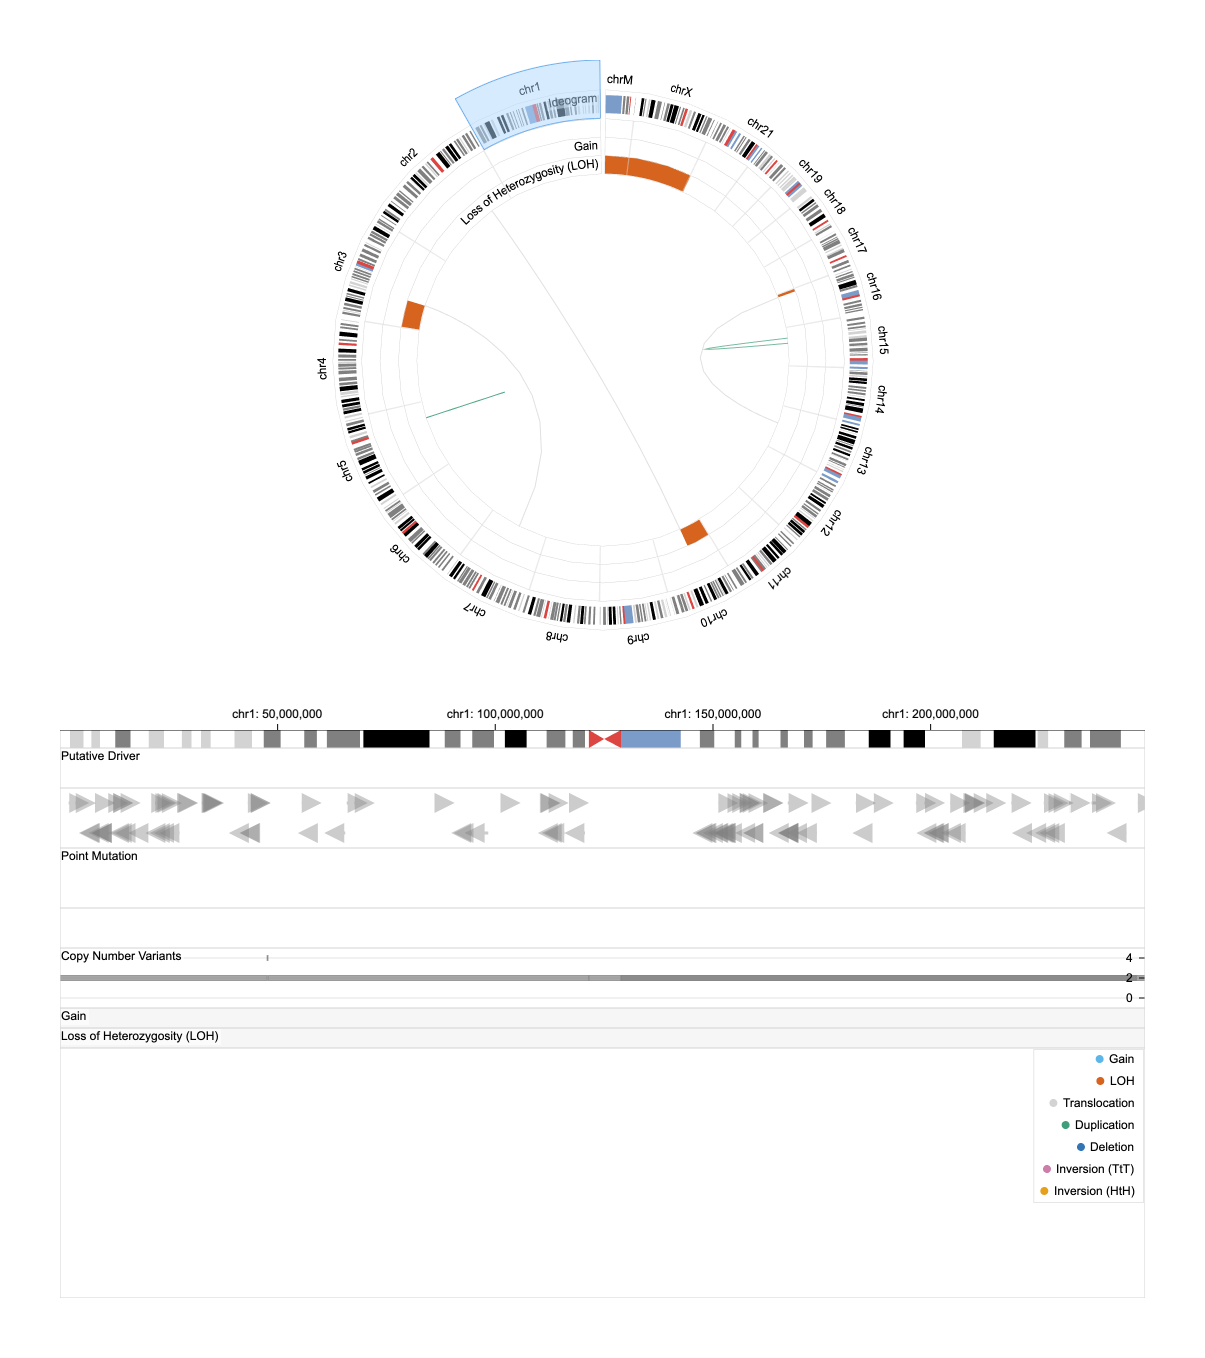 chrM
chrX
chr21
chr19
chr18
chr17
chr16
chr15
chr14
chr13
chr12
chr11
chr10
chr9
chr8
chr7
chr6
chr5
chr4
chr3
chr2
chr1
Ideogram
Gain
Loss of Heterozygosity (LOH)
chr1: 50,000,000
chr1: 100,000,000
chr1: 150,000,000
chr1: 200,000,000
Putative Driver
Point Mutation
Copy Number Variants
4
2
0
Gain
Loss of Heterozygosity (LOH)
Gain
LOH
Translocation
Duplication
Deletion
Inversion (TtT)
Inversion (HtH)